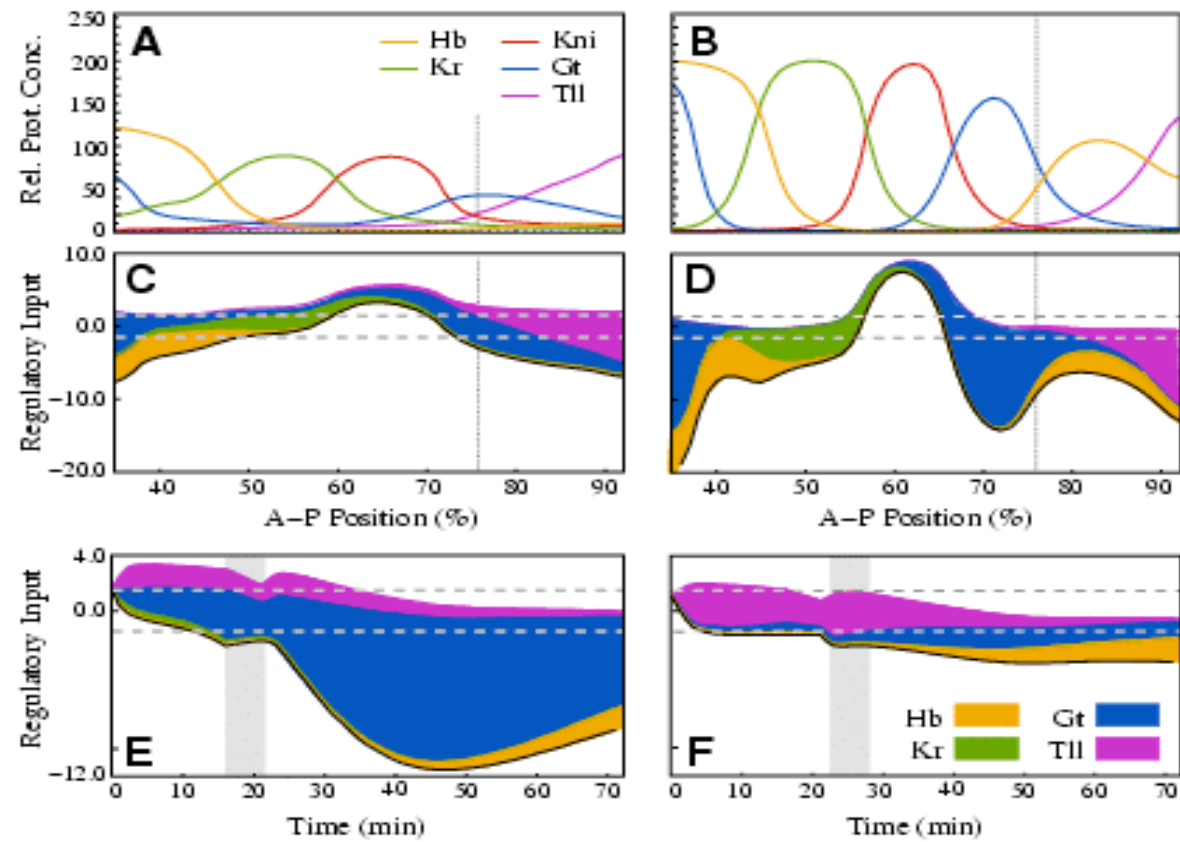 250 A B
200 Hb Kni
150 Kr Gt
Tll
100
50
0
Rel. Prot. Conc.
10.0 C D
0.0
-10.0
-20.0
Regulatory Input
40 50 60 70 80 90 40 50 60 70 80 90
A-P Position (%) A-P Position (%)
4.0
0.0
-12.0
Regulatory Input
E F
Hb Gt
Kr Tll
0 10 20 30 40 50 60 70 0 10 20 30 40 50 60 70
Time (min) Time (min)